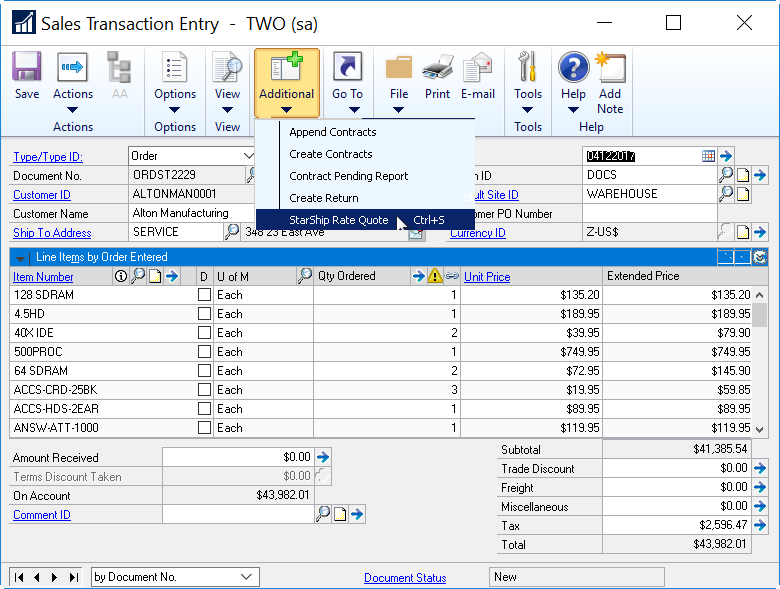 Sales Transaction Entry - TWO (sa)
Save Actions AA Options View Additional Go To File Print E-mail Tools Help Add Note
Actions Options View Tools Help
Append Contracts
Create Contracts
Contract Pending Report
Create Return
StarShip Rate Quote Ctrl+S
Type/Type ID: Order 04122017
Document No. ORDST2229 ID DOCS
Customer ID ALTONMAN0001 Site ID WAREHOUSE
Customer Name Alton Manufacturing PO Number
Ship To Address SERVICE 348 23 East Ave Currency ID Z-US$
Line Items by Order Entered
Item Number D U of M Qty Ordered Unit Price Extended Price
128 SDRAM Each 1 $135.20 $135.20
4.5HD Each 1 $189.95 $189.95
40X IDE Each 2 $39.95 $79.90
500PROC Each 1 $749.95 $749.95
64 SDRAM Each 2 $72.95 $145.90
ACCS-CRD-25BK Each 3 $19.95 $59.85
ACCS-HDS-2EAR Each 1 $89.95 $89.95
ANSW-ATT-1000 Each 1 $119.95 $119.95
Subtotal $41,385.54
Amount Received $0.00 Trade Discount $0.00
Terms Discount Taken $0.00 Freight $0.00
On Account $43,982.01 Miscellaneous $0.00
Comment ID Tax $2,596.47
Total $43,982.01
by Document No. Document Status New